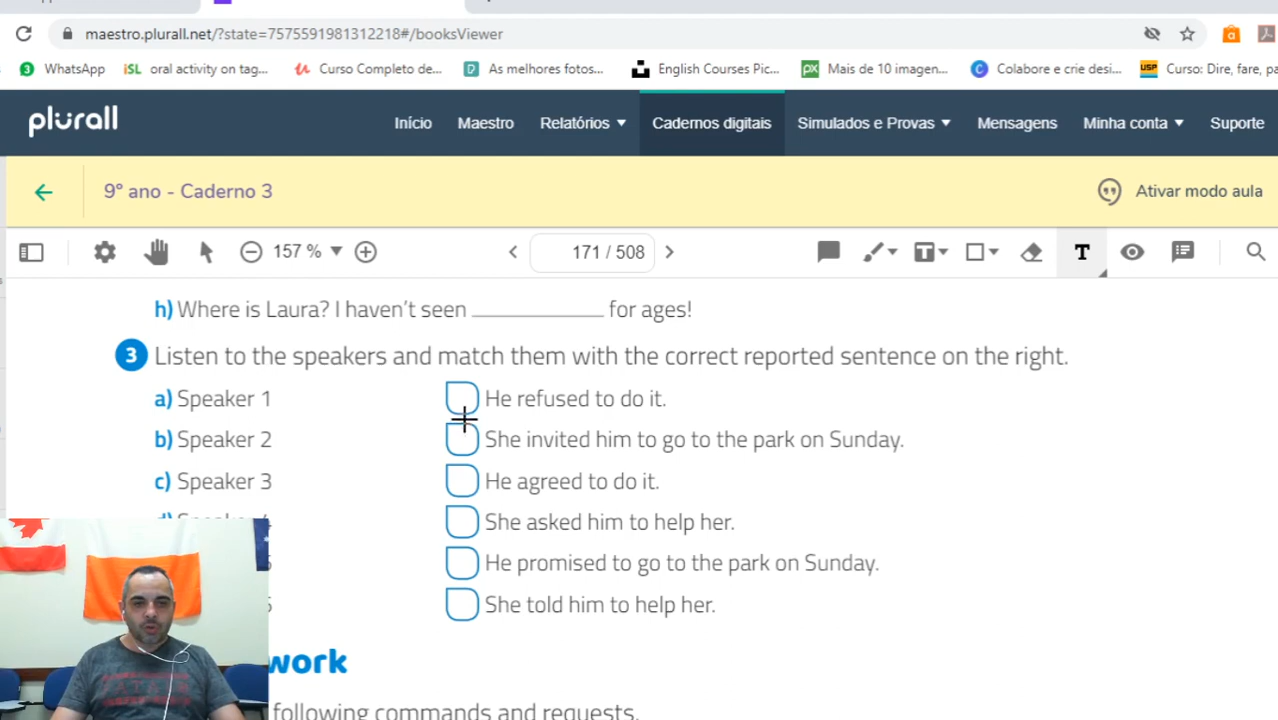 maestro.plurall.net/?state=7575591981312218#/booksViewer
3 WhatsApp iSL oral activity on tag... Curso Completo de... D As melhores fotos... English Courses Pic... px Mais de 10 imagen... C Colabore e crie desi... USP Curso: Dire, fare, pa
plurall Início Maestro Relatórios Cadernos digitais Simulados e Provas Mensagens Minha conta Suporte
9º ano - Caderno 3 Ativar modo aula
157 % 171 / 508 T T
h) Where is Laura? I haven't seen ____________ for ages!
3 Listen to the speakers and match them with the correct reported sentence on the right.
a) Speaker 1 He refused to do it.
b) Speaker 2 She invited him to go to the park on Sunday.
c) Speaker 3 He agreed to do it.
She asked him to help her.
He promised to go to the park on Sunday.
She told him to help her.
work
following commands and requests.